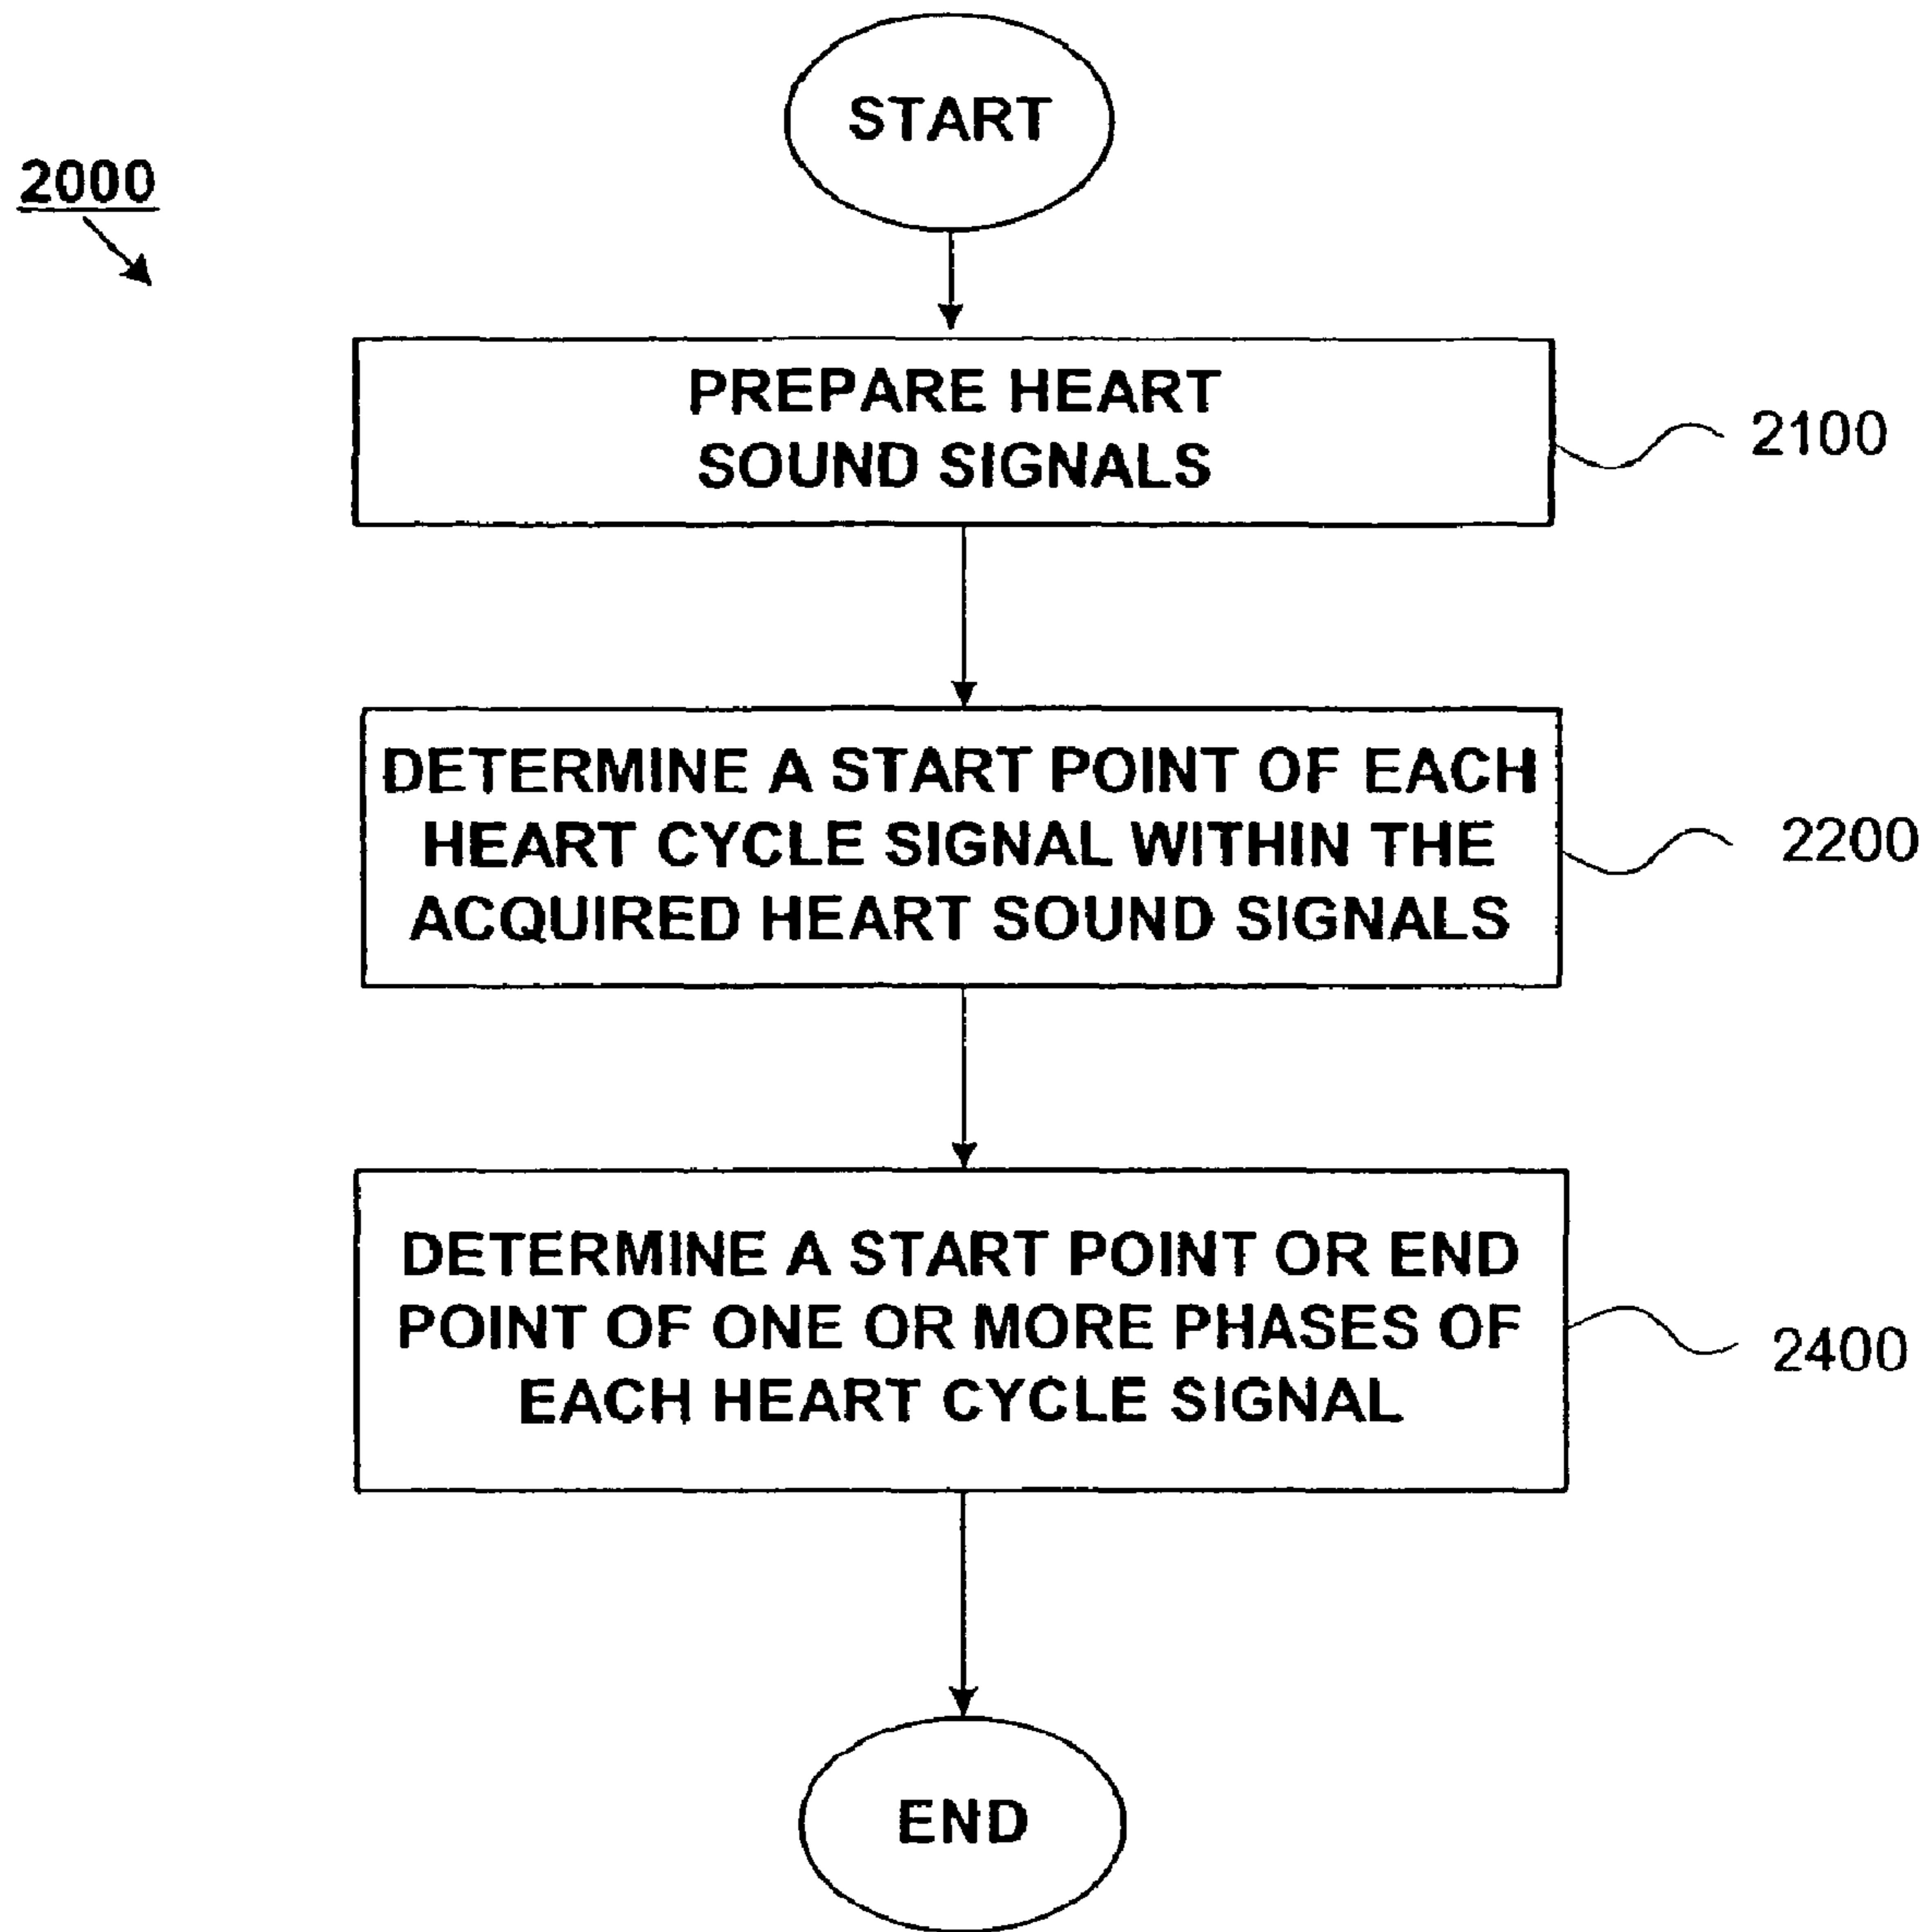 START
2000
PREPARE HEART
SOUND SIGNALS
2100
DETERMINE A START POINT OF EACH
HEART CYCLE SIGNAL WITHIN THE
ACQUIRED HEART SOUND SIGNALS
2200
DETERMINE A START POINT OR END
POINT OF ONE OR MORE PHASES OF
EACH HEART CYCLE SIGNAL
2400
END